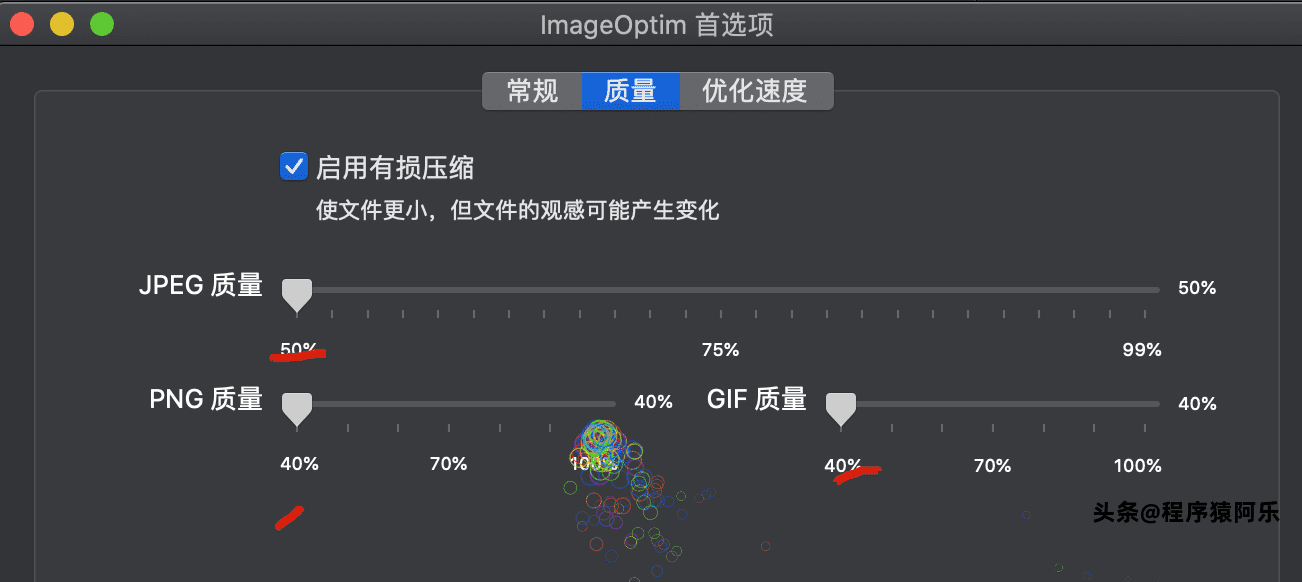 ImageOptim 首选项
常规 质量 优化速度
启用有损压缩
使文件更小，但文件的观感可能产生变化
JPEG 质量 50%
50% 75% 99%
PNG 质量 40% GIF 质量 40%
40% 70% 100% 40% 70% 100%
头条@程序猿阿乐